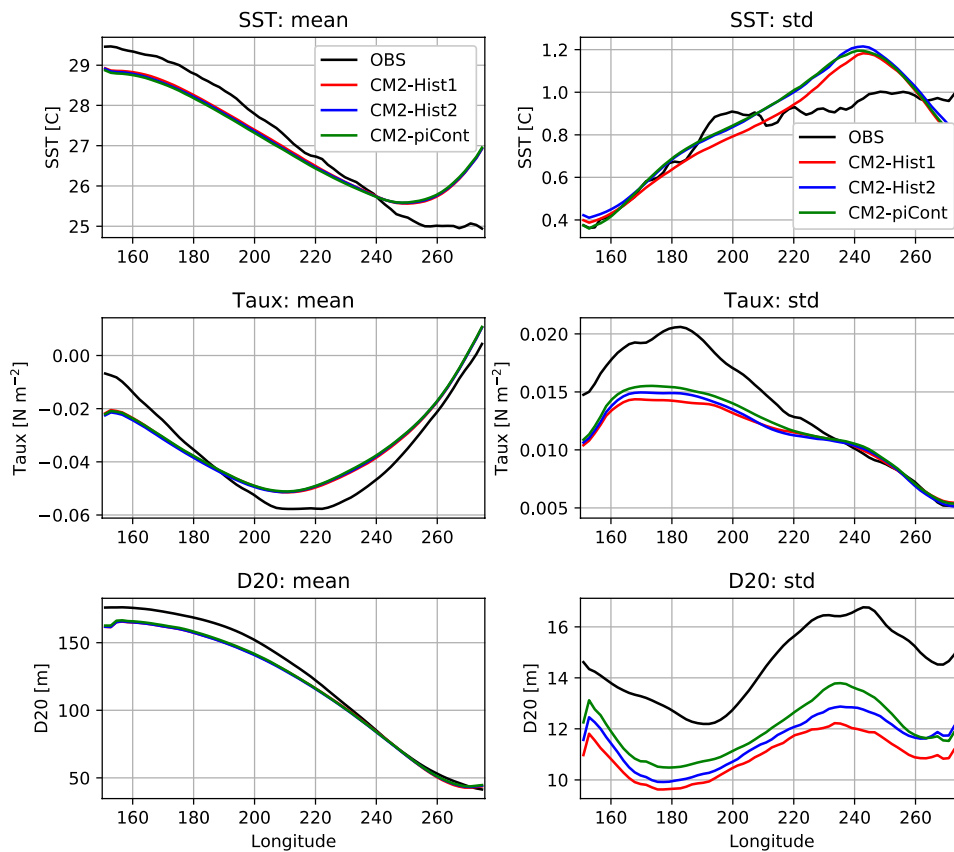 SST: mean
SST [C]
29
28
27
26
25
OBS
CM2-Hist1
CM2-Hist2
CM2-piCont
160 180 200 220 240 260
SST: std
SST [C]
1.2
1.0
0.8
0.6
0.4
OBS
CM2-Hist1
CM2-Hist2
CM2-piCont
160 180 200 220 240 260
Taux: mean
Taux [N m⁻²]
0.00
−0.02
−0.04
−0.06
160 180 200 220 240 260
Taux: std
Taux [N m⁻²]
0.020
0.015
0.010
0.005
160 180 200 220 240 260
D20: mean
D20 [m]
150
100
50
160 180 200 220 240 260
Longitude
D20: std
D20 [m]
16
14
12
10
160 180 200 220 240 260
Longitude